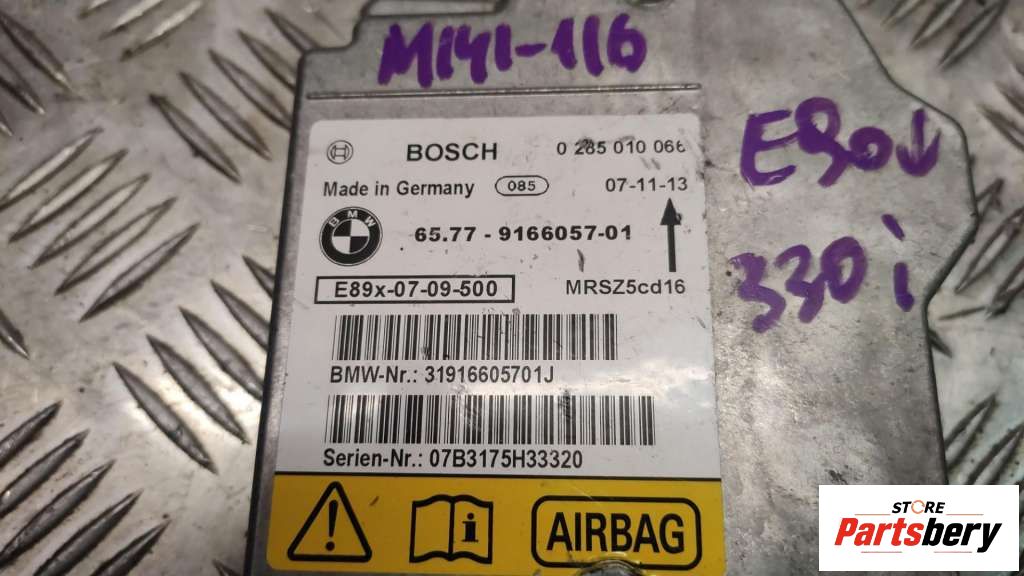 M141-116
BOSCH 0 285 010 066
Made in Germany 085 07-11-13
BMW 65.77 - 9166057-01
E89x-07-09-500 MRSZ5cd16
BMW-Nr.: 31916605701J
Serien-Nr.: 07B3175H33320
AIRBAG
E90
330i
STORE
Partsbery